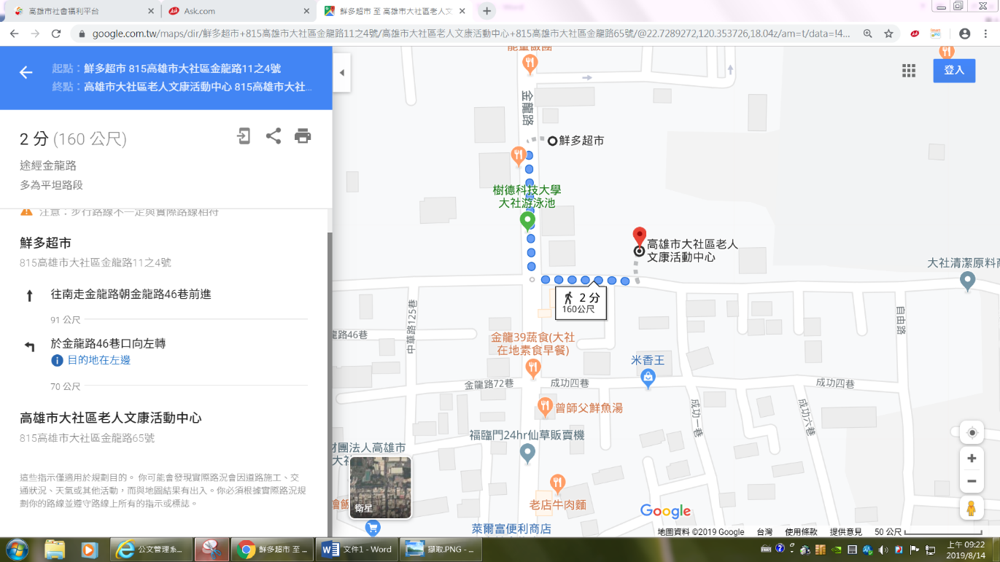 高雄市社會福利平台
Ask.com
鮮多超市 至 高雄市大社區老人文
google.com.tw/maps/dir/鮮多超市+815高雄市大社區金龍路11之4號/高雄市大社區老人文康活動中心+815高雄市大社區金龍路65號/@22.7289272,120.353726,18.04z/am=t/data=!4...
起點：鮮多超市 815高雄市大社區金龍路11之4號
終點：高雄市大社區老人文康活動中心 815高雄市大社...
2 分 (160 公尺)
途經金龍路
多為平坦路段
注意：步行路線不一定與實際路線相符
鮮多超市
815高雄市大社區金龍路11之4號
往南走金龍路朝金龍路46巷前進
91 公尺
於金龍路46巷口向左轉
目的地在左邊
70 公尺
高雄市大社區老人文康活動中心
815高雄市大社區金龍路65號
這些指示僅適用於規劃目的。 你可能會發現實際路況會因道路施工、交
通狀況、天氣或其他活動，而與地圖結果有出入。你必須根據實際路況規
劃你的路線並遵守路線上所有的指示或標誌。
登入
能量飯團
金龍路
鮮多超市
樹德科技大學
大社游泳池
高雄市大社區老人
文康活動中心
大社清潔原料商
2 分
160公尺
中華路125巷
龍路46巷
自由路
金龍39蔬食(大社
在地素食早餐)
米香王
金龍路72巷
成功四巷
成功四巷
曾師父鮮魚湯
成功一巷
成功六巷
福臨門24hr仙草販賣機
財團法人高雄市
大社
衛星
老店牛肉麵
萊爾富便利商店
Google
地圖資料 ©2019 Google
台灣
使用條款
提供意見
50 公尺
公文管理系...
鮮多超市 至 ...
文件1 - Word
擷取.PNG - ...
上午 09:22
2019/8/14